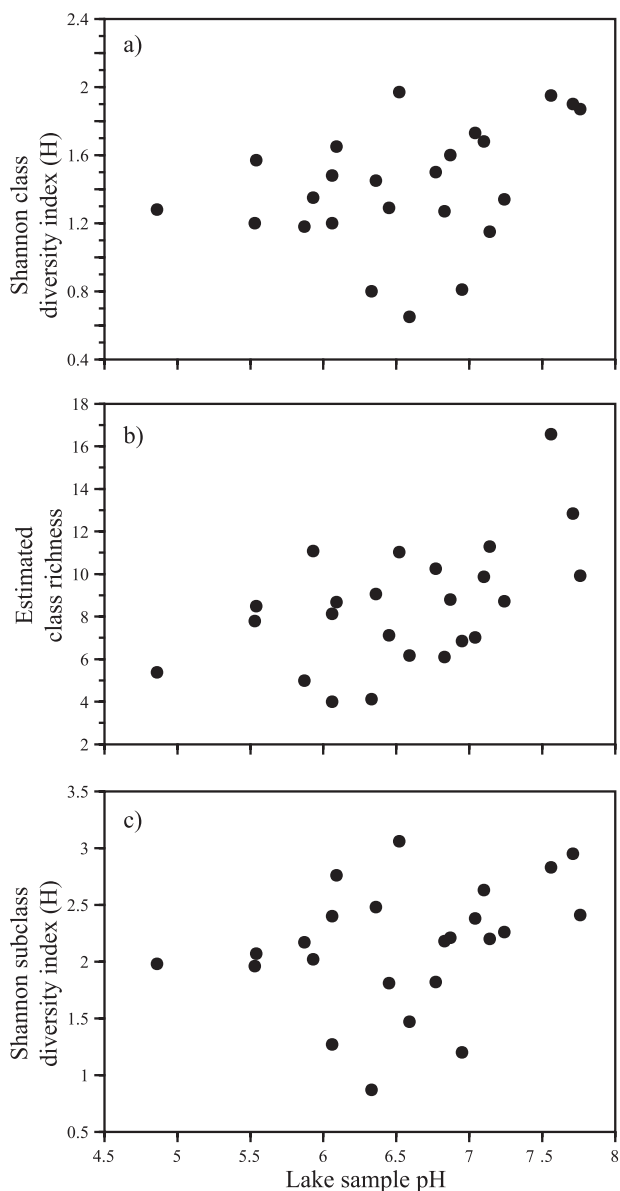 a)
Shannon class
diversity index (H)
2.4
2
1.6
1.2
0.8
0.4
b)
Estimated
class richness
18
16
14
12
10
8
6
4
2
c)
Shannon subclass
diversity index (H)
3.5
3
2.5
2
1.5
1
0.5
4.5 5 5.5 6 6.5 7 7.5 8
Lake sample pH